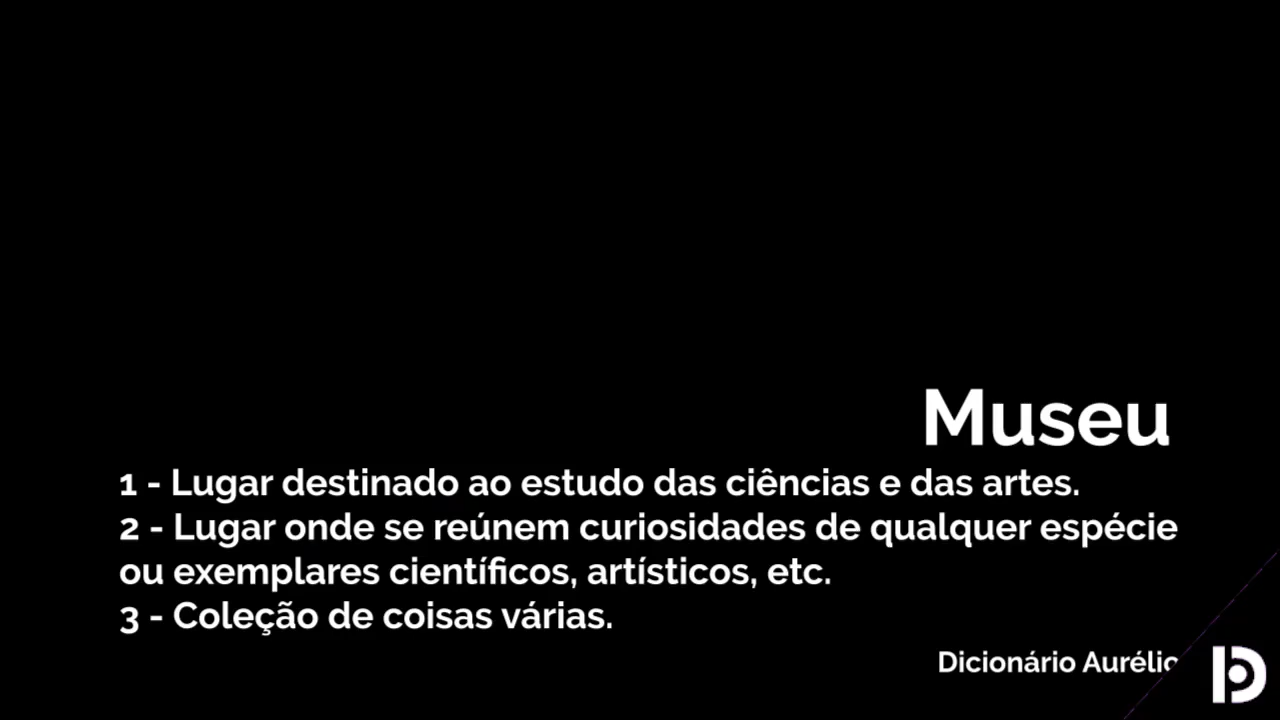 Museu
1 - Lugar destinado ao estudo das ciências e das artes.
2 - Lugar onde se reúnem curiosidades de qualquer espécie
ou exemplares científicos, artísticos, etc.
3 - Coleção de coisas várias.
Dicionário Aurélio